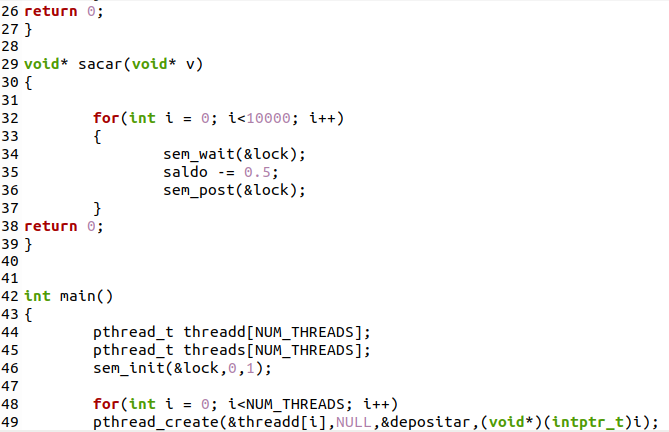 26 return 0;
27 }
28
29 void* sacar(void* v)
30 {
31
32 for(int i = 0; i<10000; i++)
33 {
34 sem_wait(&lock);
35 saldo -= 0.5;
36 sem_post(&lock);
37 }
38 return 0;
39 }
40
41
42 int main()
43 {
44 pthread_t threadd[NUM_THREADS];
45 pthread_t threads[NUM_THREADS];
46 sem_init(&lock,0,1);
47
48 for(int i = 0; i<NUM_THREADS; i++)
49 pthread_create(&threadd[i],NULL,&depositar,(void*)(intptr_t)i);